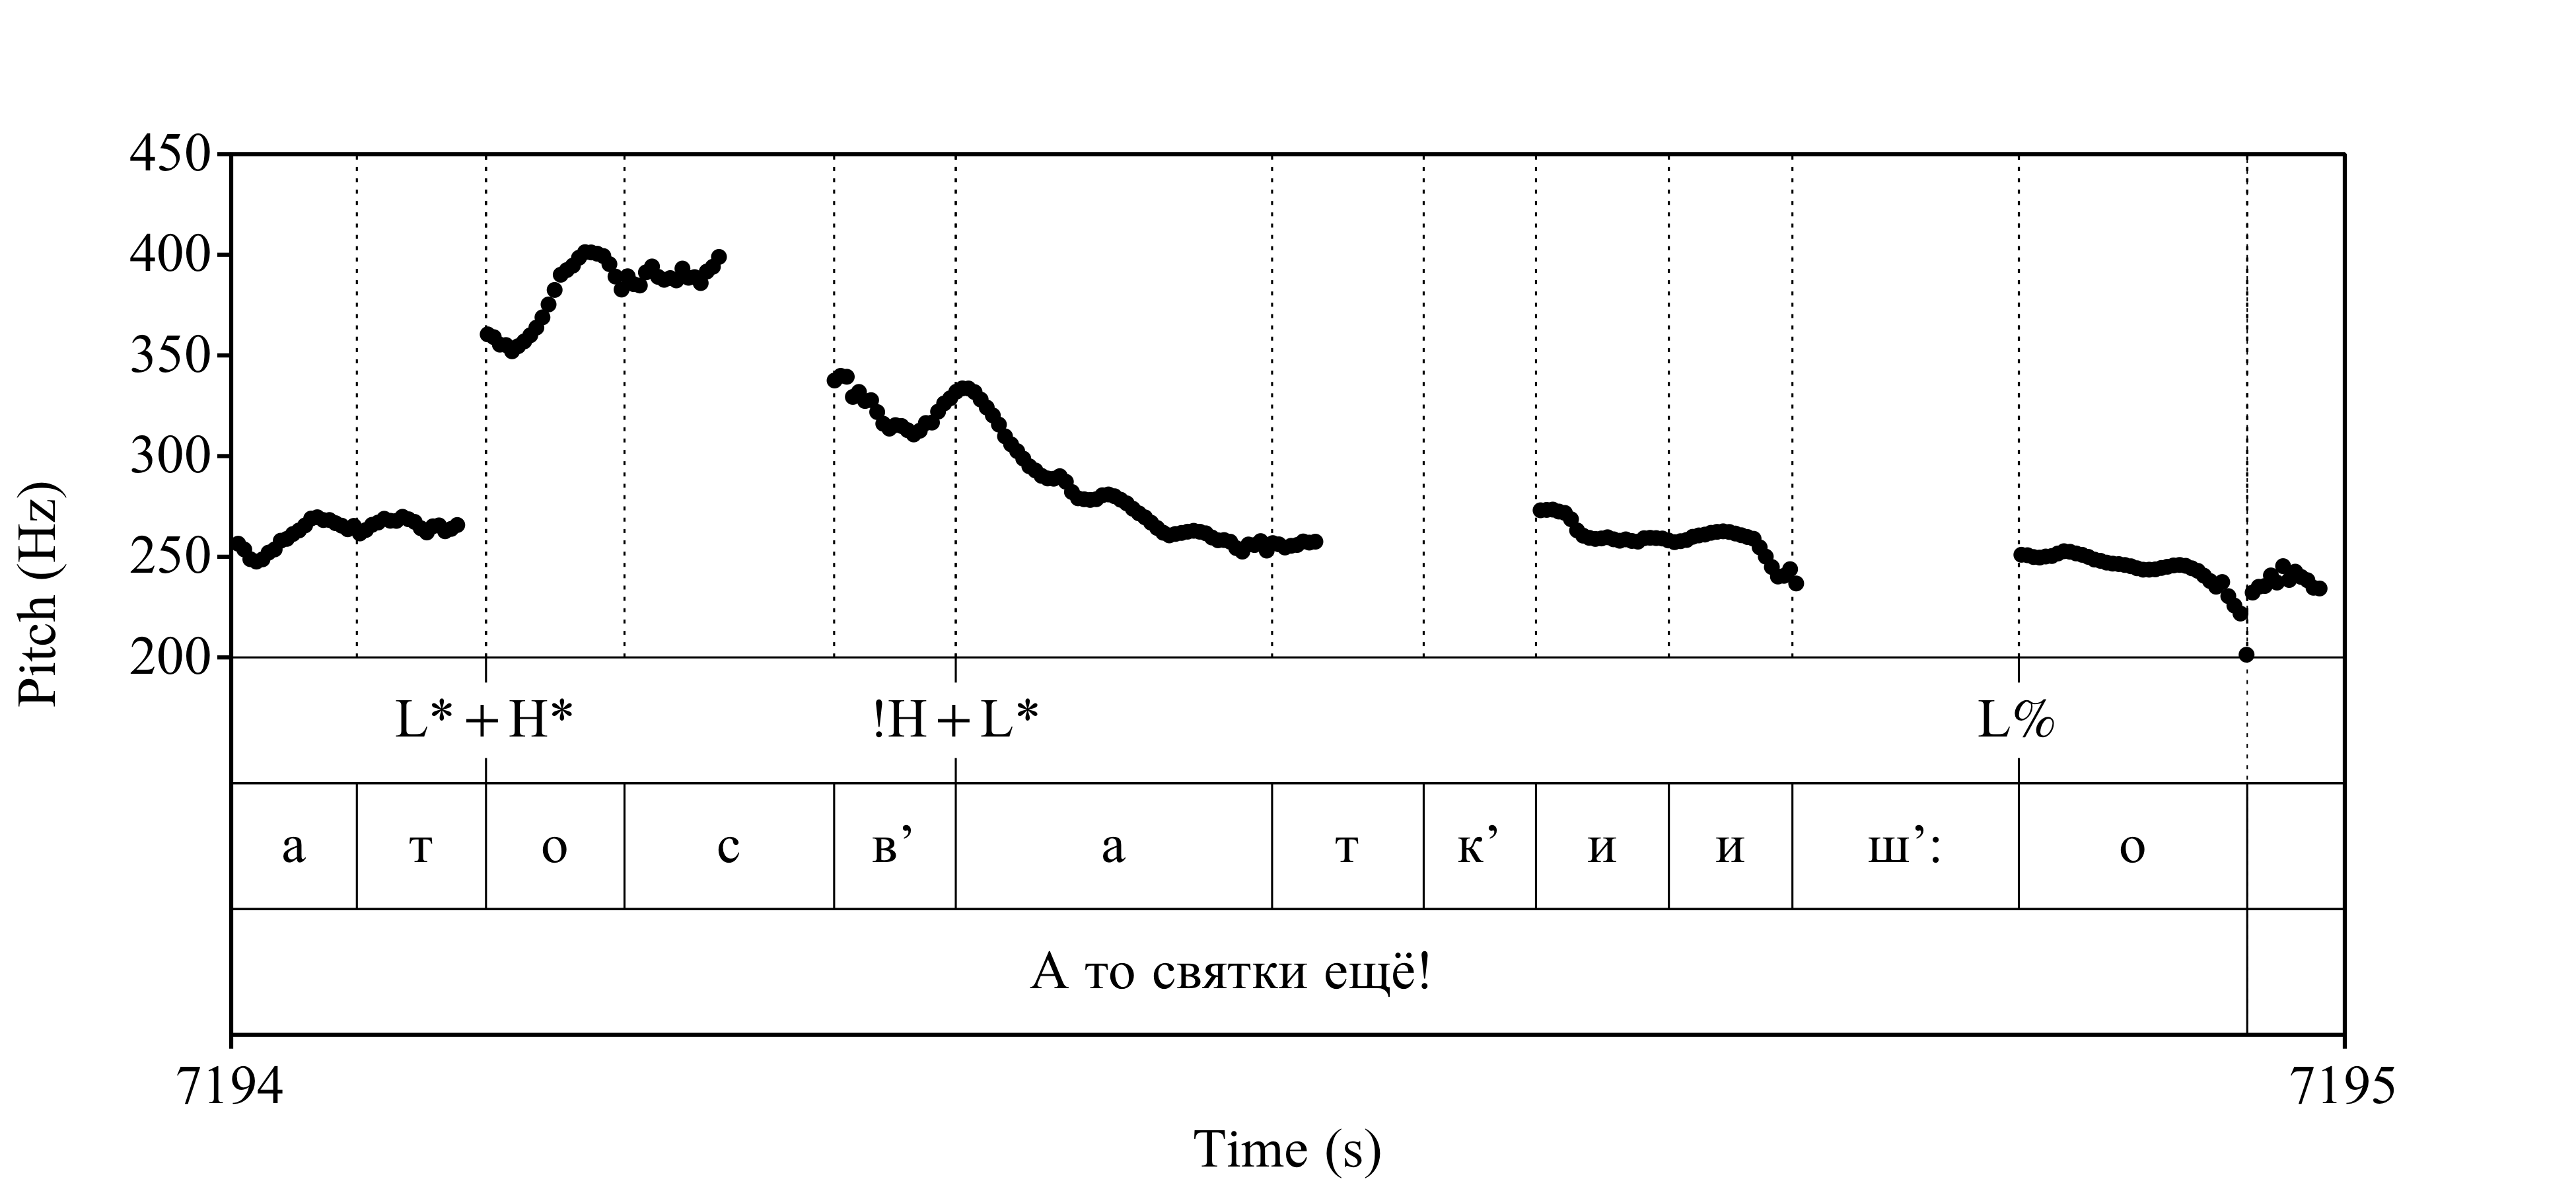 Pitch (Hz)
450
400
350
300
250
200
L*+H* !H+L* L%
а т о с в’ а т к’ и и ш’: о
А то святки ещё!
7194 7195
Time (s)